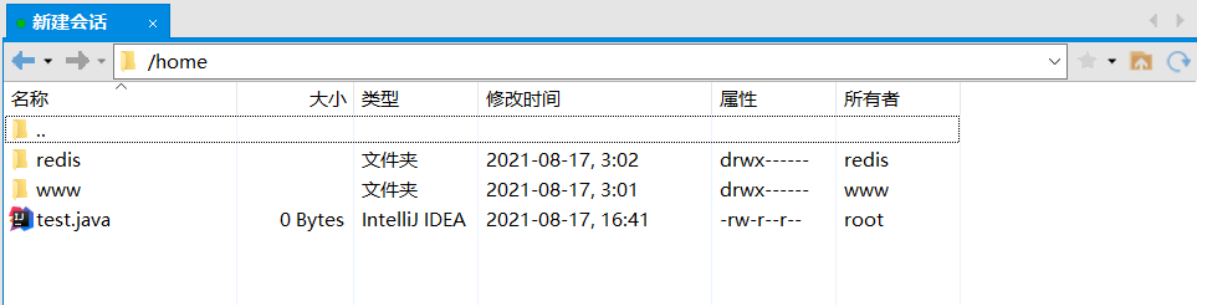 新建会话 ×
/home
名称 大小 类型 修改时间 属性 所有者
..
redis 文件夹 2021-08-17, 3:02 drwx------ redis
www 文件夹 2021-08-17, 3:01 drwx------ www
test.java 0 Bytes IntelliJ IDEA 2021-08-17, 16:41 -rw-r--r-- root